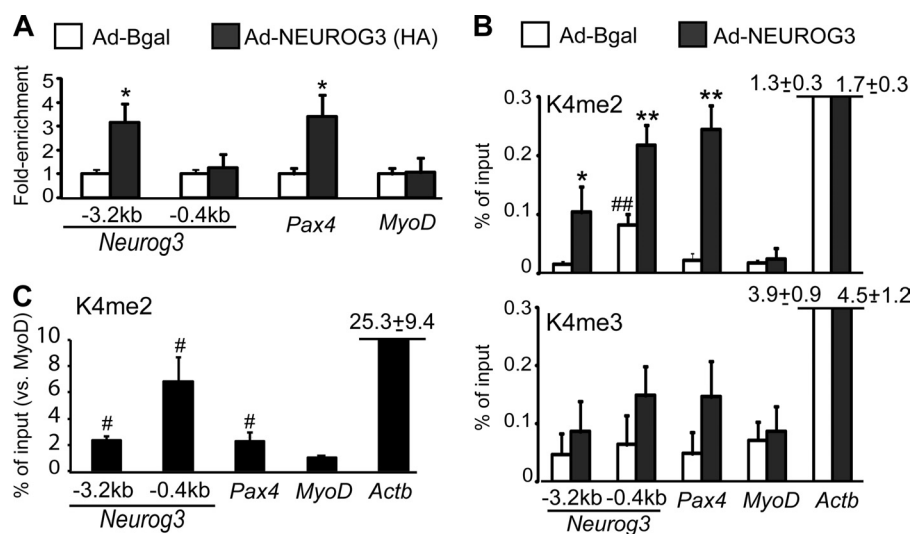 A
Ad-Bgal Ad-NEUROG3 (HA)
Fold-enrichment
5
4
3
2
1
0
* *
-3.2kb -0.4kb
Neurog3
Pax4 MyoD
B
Ad-Bgal Ad-NEUROG3
K4me2
1.3±0.3 1.7±0.3
% of input
0.3
0.2
0.1
0
* ## ** **
K4me3
3.9±0.9 4.5±1.2
% of input
0.3
0.2
0.1
0
-3.2kb -0.4kb
Neurog3
Pax4 MyoD Actb
C
K4me2
25.3±9.4
% of input (vs. MyoD)
10
8
6
4
2
0
# # #
-3.2kb -0.4kb
Neurog3
Pax4 MyoD Actb